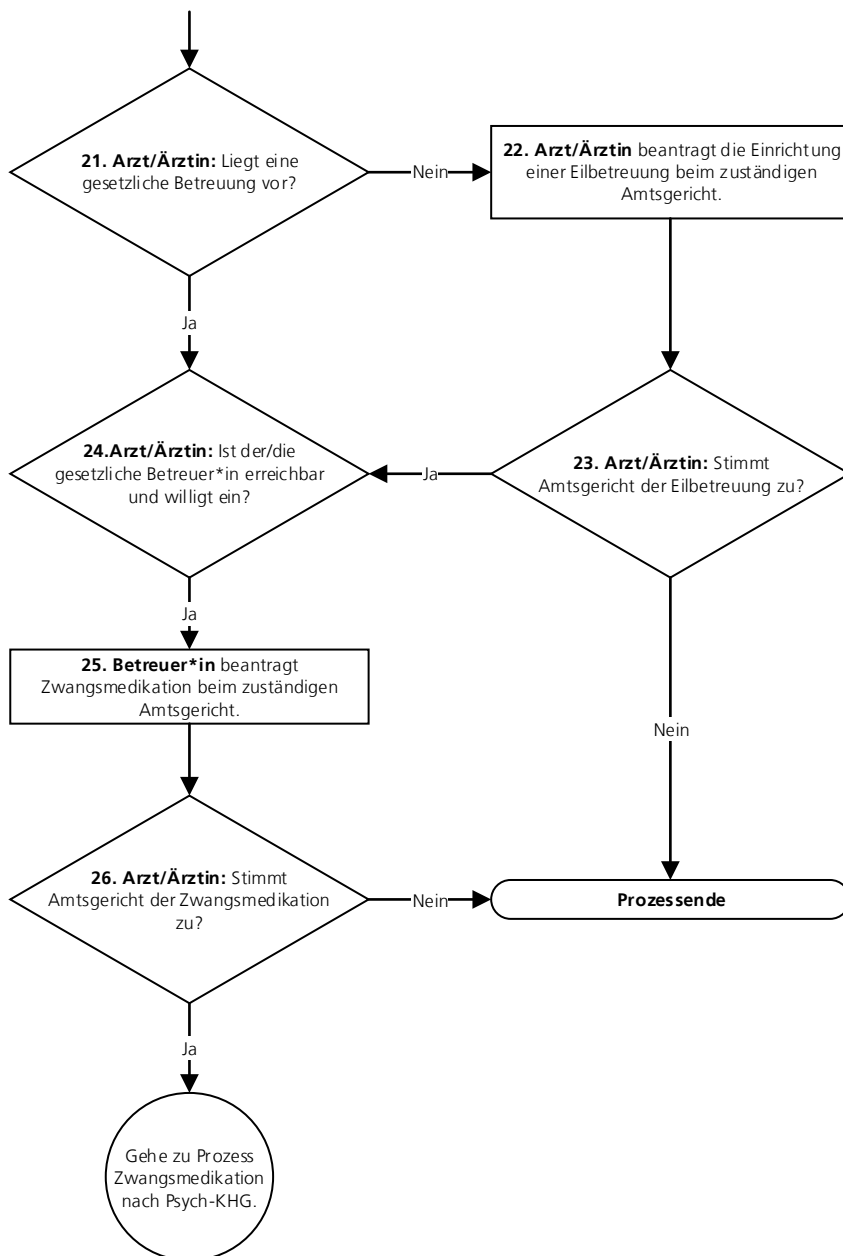 21. Arzt/Ärztin: Liegt eine
gesetzliche Betreuung vor?
Nein
22. Arzt/Ärztin beantragt die Einrichtung
einer Eilbetreuung beim zuständigen
Amtsgericht.
Ja
24.Arzt/Ärztin: Ist der/die
gesetzliche Betreuer*in erreichbar
und willigt ein?
Ja
23. Arzt/Ärztin: Stimmt
Amtsgericht der Eilbetreuung zu?
Ja
25. Betreuer*in beantragt
Zwangsmedikation beim zuständigen
Amtsgericht.
Nein
26. Arzt/Ärztin: Stimmt
Amtsgericht der Zwangsmedikation
zu?
Nein
Prozessende
Ja
Gehe zu Prozess
Zwangsmedikation
nach Psych-KHG.